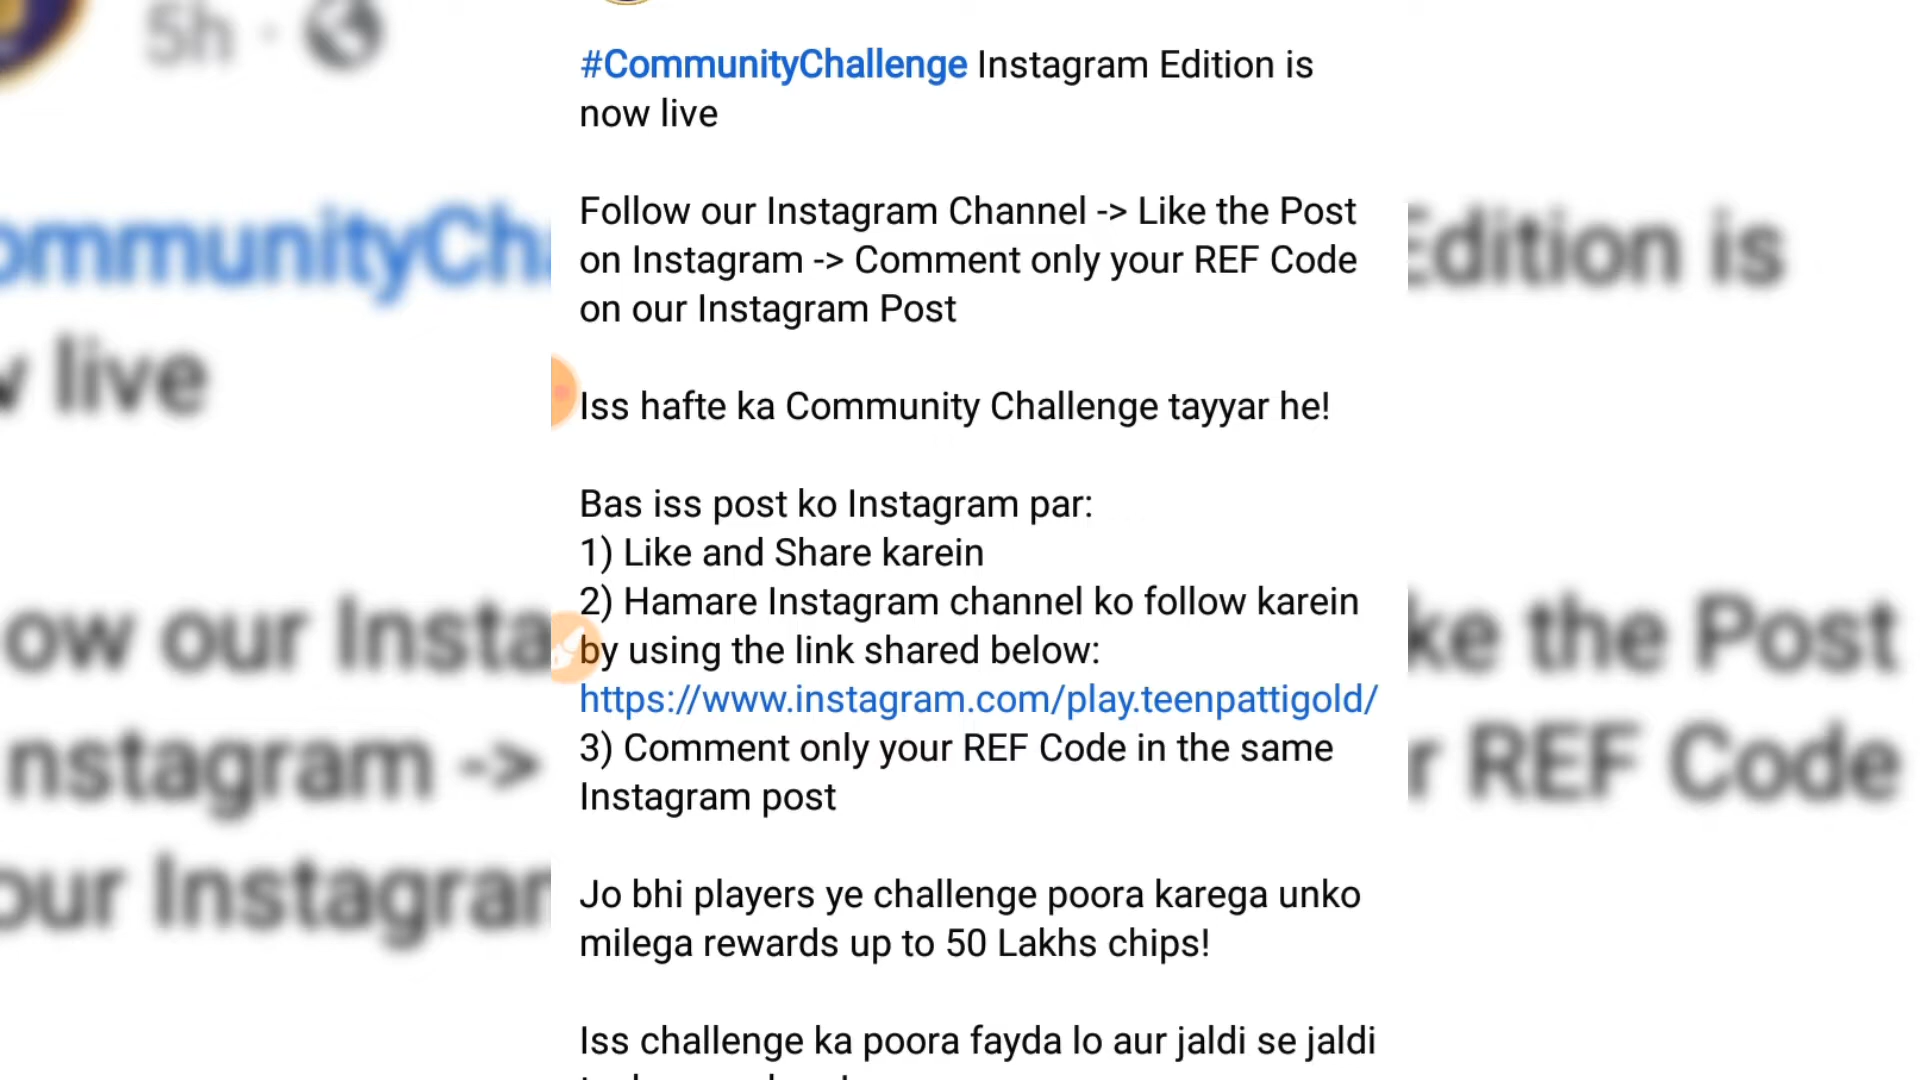 5h
#CommunityChallenge Instagram Edition is
now live
Follow our Instagram Channel -> Like the Post
on Instagram -> Comment only your REF Code
on our Instagram Post
Iss hafte ka Community Challenge tayyar he!
Bas iss post ko Instagram par:
1) Like and Share karein
2) Hamare Instagram channel ko follow karein
by using the link shared below:
https://www.instagram.com/play.teenpattigold/
3) Comment only your REF Code in the same
Instagram post
Jo bhi players ye challenge poora karega unko
milega rewards up to 50 Lakhs chips!
Iss challenge ka poora fayda lo aur jaldi se jaldi